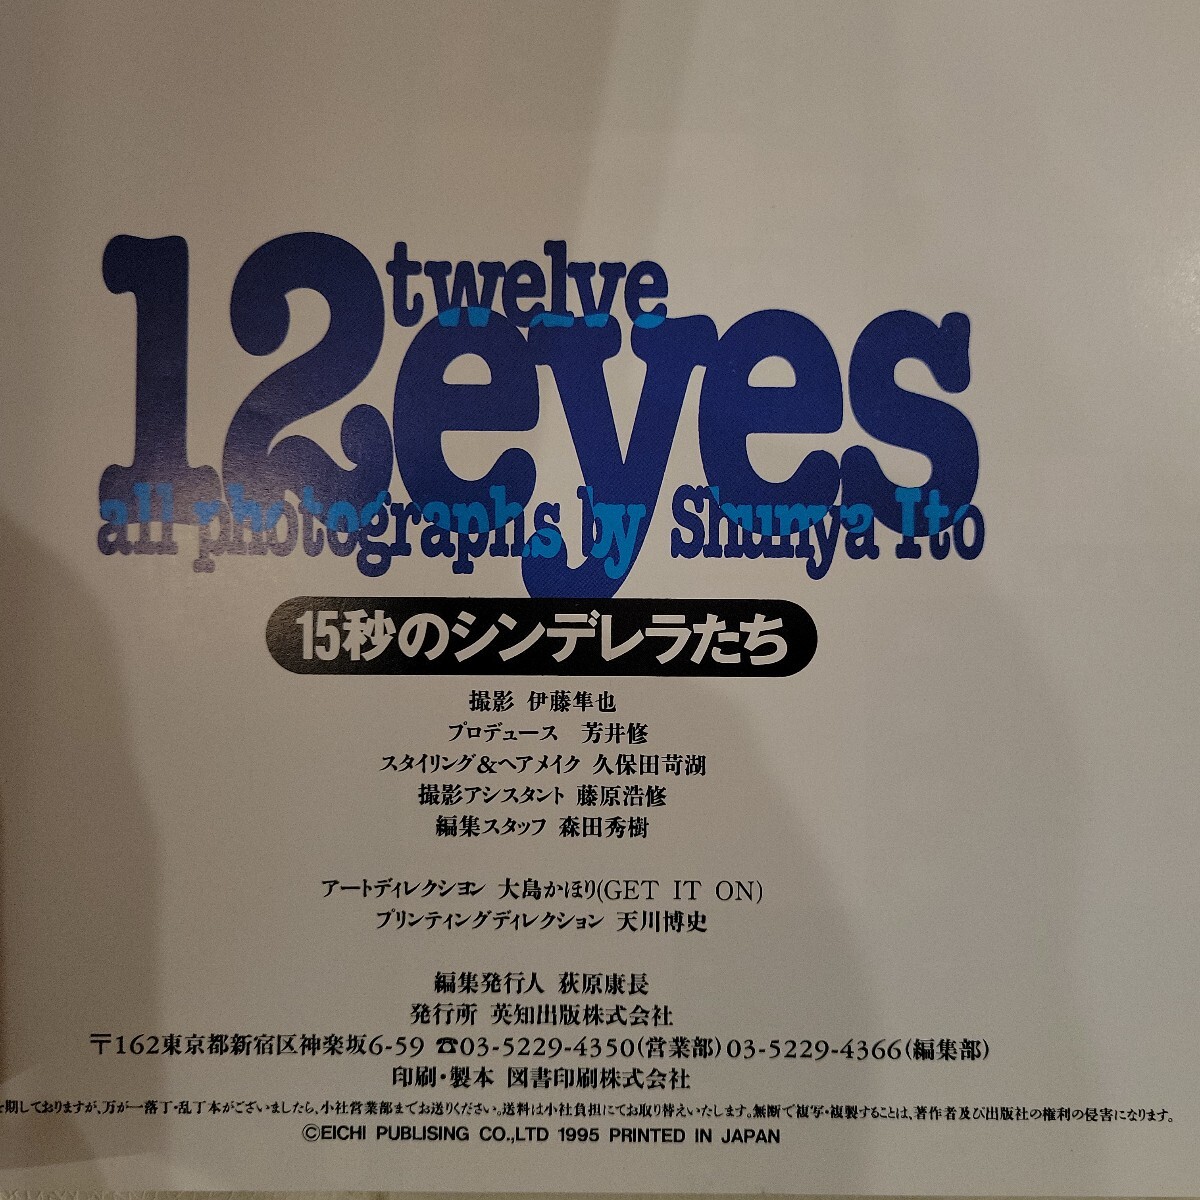 12 twelve eyes
all photographs by Shunya Ito
15秒のシンデレラたち
撮影 伊藤隼也
プロデュース 芳井修
スタイリング&ヘアメイク 久保田苛湖
撮影アシスタント 藤原浩修
編集スタッフ 森田秀樹
アートディレクション 大島かほり(GET IT ON)
プリンティングディレクション 天川博史
編集発行人 荻原康長
発行所 英知出版株式会社
〒162東京都新宿区神楽坂6-59 ☎03-5229-4350(営業部)03-5229-4366(編集部)
印刷・製本 図書印刷株式会社
期しておりますが、万が一落丁・乱丁本がございましたら、小社営業部までお送りください。送料は小社負担にてお取り替えいたします。無断で複写・複製することは、著作者及び出版社の権利の侵害になります。
©EICHI PUBLISING CO.,LTD 1995 PRINTED IN JAPAN